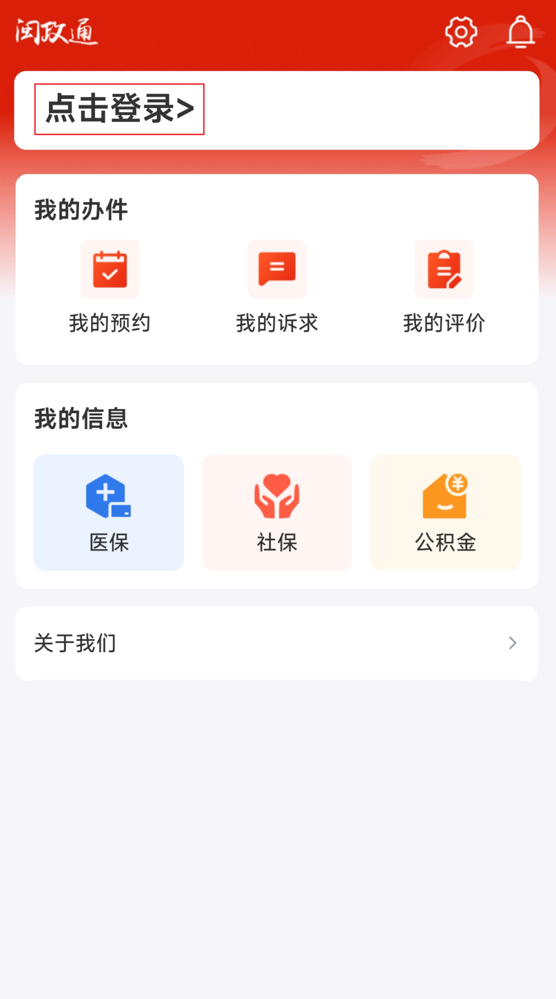 闽政通
点击登录>
我的办件
我的预约 我的诉求 我的评价
我的信息
医保 社保 公积金
关于我们